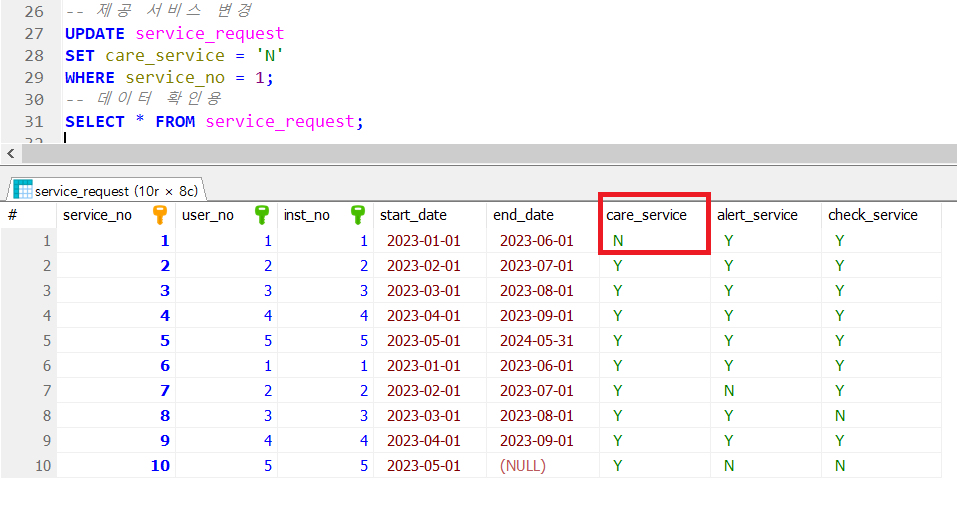 26 -- 제공 서비스 변경
27 UPDATE service_request
28 SET care_service = 'N'
29 WHERE service_no = 1;
30 -- 데이터 확인용
31 SELECT * FROM service_request;
32
service_request (10r × 8c)
# service_no user_no inst_no start_date end_date care_service alert_service check_service
1 1 1 1 2023-01-01 2023-06-01 N Y Y
2 2 2 2 2023-02-01 2023-07-01 Y Y Y
3 3 3 3 2023-03-01 2023-08-01 Y Y Y
4 4 4 4 2023-04-01 2023-09-01 Y Y Y
5 5 5 5 2023-05-01 2024-05-31 Y Y Y
6 6 1 1 2023-01-01 2023-06-01 Y Y Y
7 7 2 2 2023-02-01 2023-07-01 Y N Y
8 8 3 3 2023-03-01 2023-08-01 Y Y N
9 9 4 4 2023-04-01 2023-09-01 Y Y Y
10 10 5 5 2023-05-01 (NULL) Y N N